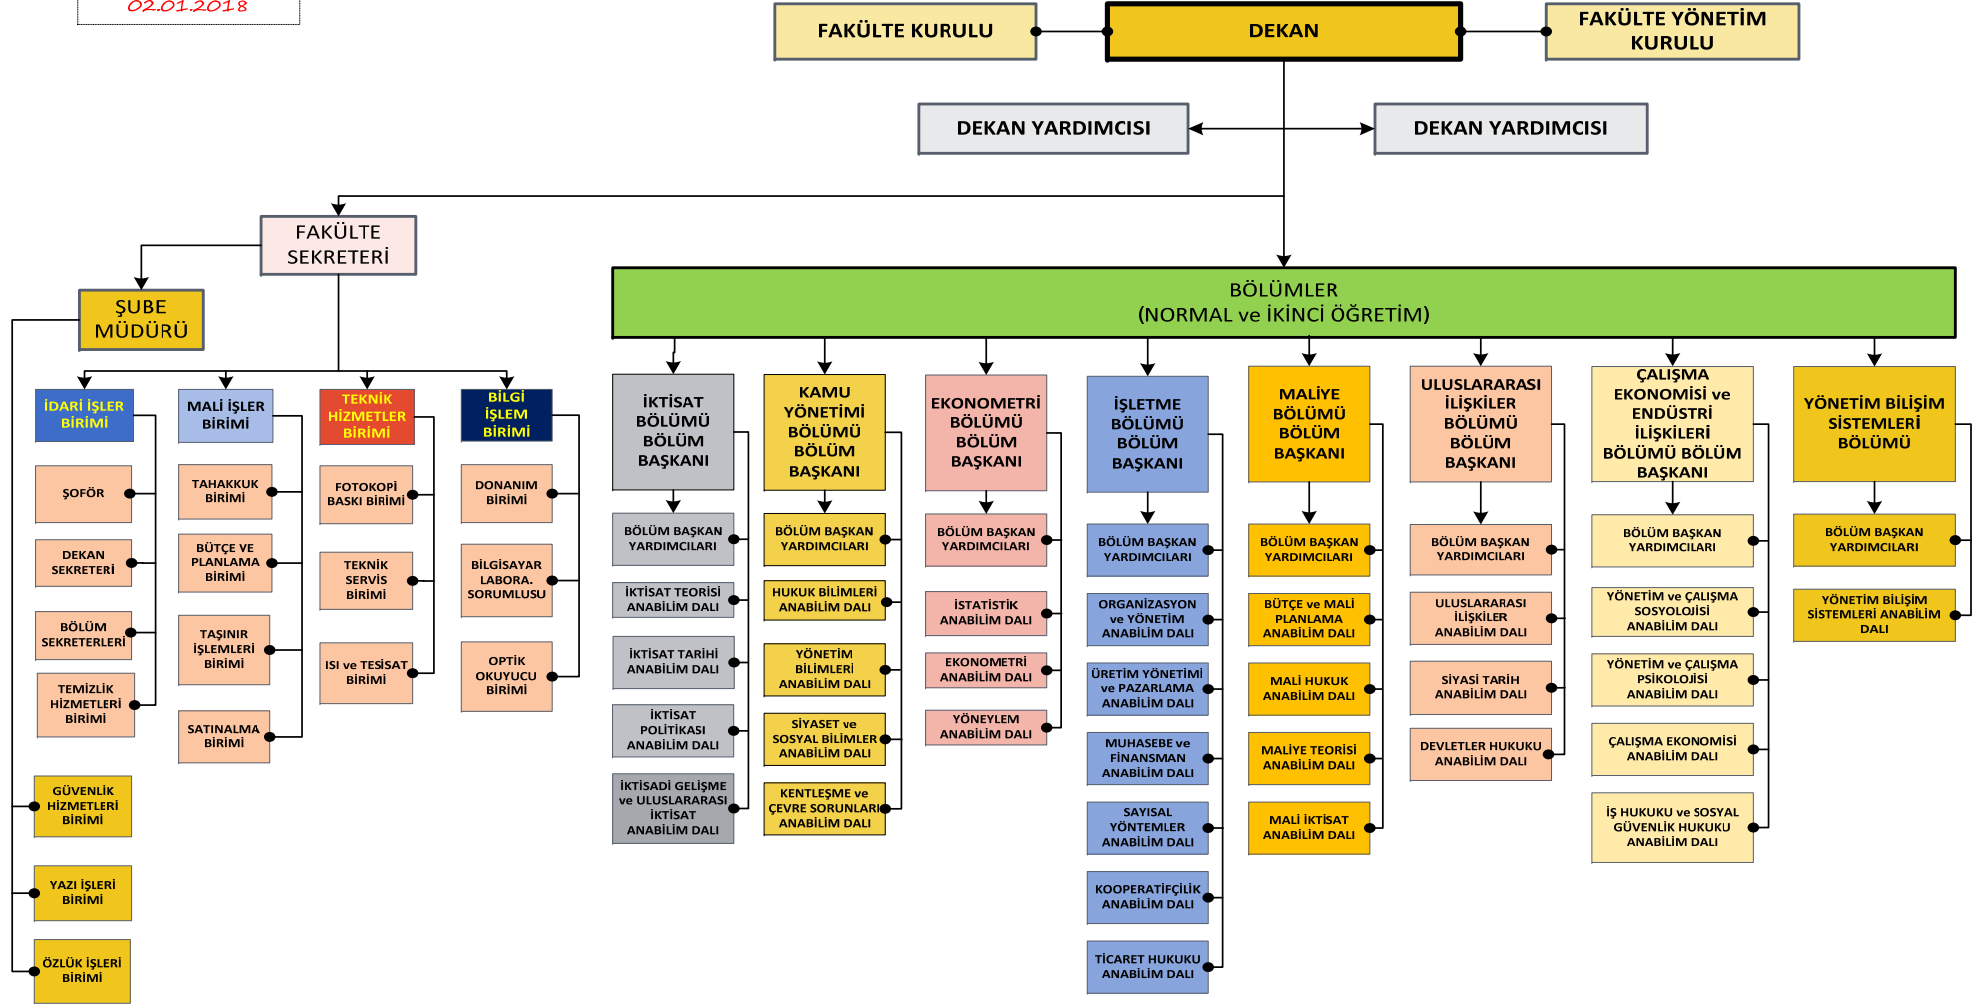 02.01.2018
FAKÜLTE KURULU
DEKAN
FAKÜLTE YÖNETİM
KURULU
DEKAN YARDIMCISI
DEKAN YARDIMCISI
FAKÜLTE
SEKRETERİ
ŞUBE
MÜDÜRÜ
BÖLÜMLER
(NORMAL ve İKİNCİ ÖĞRETİM)
İDARİ İŞLER
BİRİMİ
ŞOFÖR
DEKAN
SEKRETERİ
BÖLÜM
SEKRETERLERİ
TEMİZLİK
HİZMETLERİ
BİRİMİ
GÜVENLİK
HİZMETLERİ
BİRİMİ
YAZI İŞLERİ
BİRİMİ
ÖZLÜK İŞLERİ
BİRİMİ
MALİ İŞLER
BİRİMİ
TAHAKKUK
BİRİMİ
BÜTÇE VE
PLANLAMA
BİRİMİ
TAŞINIR
İŞLEMLERİ
BİRİMİ
SATINALMA
BİRİMİ
TEKNİK
HİZMETLER
BİRİMİ
FOTOKOPİ
BASKI BİRİMİ
TEKNİK
SERVİS
BİRİMİ
ISI ve TESİSAT
BİRİMİ
BİLGİ
İŞLEM
BİRİMİ
DONANIM
BİRİMİ
BİLGİSAYAR
LABORA.
SORUMLUSU
OPTİK
OKUYUCU
BİRİMİ
İKTİSAT
BÖLÜMÜ
BÖLÜM
BAŞKANI
BÖLÜM BAŞKAN
YARDIMCILARI
İKTİSAT TEORİSİ
ANABİLİM DALI
İKTİSAT TARİHİ
ANABİLİM DALI
İKTİSAT
POLİTİKASI
ANABİLİM DALI
İKTİSADİ GELİŞME
ve ULUSLARARASI
İKTİSAT
ANABİLİM DALI
KAMU
YÖNETİMİ
BÖLÜMÜ
BÖLÜM
BAŞKANI
BÖLÜM BAŞKAN
YARDIMCILARI
HUKUK BİLİMLERİ
ANABİLİM DALI
YÖNETİM
BİLİMLERİ
ANABİLİM DALI
SİYASET ve
SOSYAL BİLİMLER
ANABİLİM DALI
KENTLEŞME ve
ÇEVRE SORUNLARI
ANABİLİM DALI
EKONOMETRİ
BÖLÜMÜ
BÖLÜM
BAŞKANI
BÖLÜM BAŞKAN
YARDIMCILARI
İSTATİSTİK
ANABİLİM DALI
EKONOMETRİ
ANABİLİM DALI
YÖNEYLEM
ANABİLİM DALI
İŞLETME
BÖLÜMÜ
BÖLÜM
BAŞKANI
BÖLÜM BAŞKAN
YARDIMCILARI
ORGANİZASYON
ve YÖNETİM
ANABİLİM DALI
ÜRETİM YÖNETİMİ
ve PAZARLAMA
ANABİLİM DALI
MUHASEBE ve
FİNANSMAN
ANABİLİM DALI
SAYISAL
YÖNTEMLER
ANABİLİM DALI
KOOPERATİFÇİLİK
ANABİLİM DALI
TİCARET HUKUKU
ANABİLİM DALI
MALİYE
BÖLÜMÜ
BÖLÜM
BAŞKANI
BÖLÜM BAŞKAN
YARDIMCILARI
BÜTÇE ve MALİ
PLANLAMA
ANABİLİM DALI
MALİ HUKUK
ANABİLİM DALI
MALİYE TEORİSİ
ANABİLİM DALI
MALİ İKTİSAT
ANABİLİM DALI
ULUSLARARASI
İLİŞKİLER
BÖLÜMÜ
BÖLÜM
BAŞKANI
BÖLÜM BAŞKAN
YARDIMCILARI
ULUSLARARASI
İLİŞKİLER
ANABİLİM DALI
SİYASİ TARİH
ANABİLİM DALI
DEVLETLER HUKUKU
ANABİLİM DALI
ÇALIŞMA
EKONOMİSİ ve
ENDÜSTRİ
İLİŞKİLERİ
BÖLÜMÜ BÖLÜM
BAŞKANI
BÖLÜM BAŞKAN
YARDIMCILARI
YÖNETİM ve ÇALIŞMA
SOSYOLOJİSİ
ANABİLİM DALI
YÖNETİM ve ÇALIŞMA
PSİKOLOJİSİ
ANABİLİM DALI
ÇALIŞMA EKONOMİSİ
ANABİLİM DALI
İŞ HUKUKU ve SOSYAL
GÜVENLİK HUKUKU
ANABİLİM DALI
YÖNETİM BİLİŞİM
SİSTEMLERİ
BÖLÜMÜ
BÖLÜM BAŞKAN
YARDIMCILARI
YÖNETİM BİLİŞİM
SİSTEMLERİ ANABİLİM
DALI